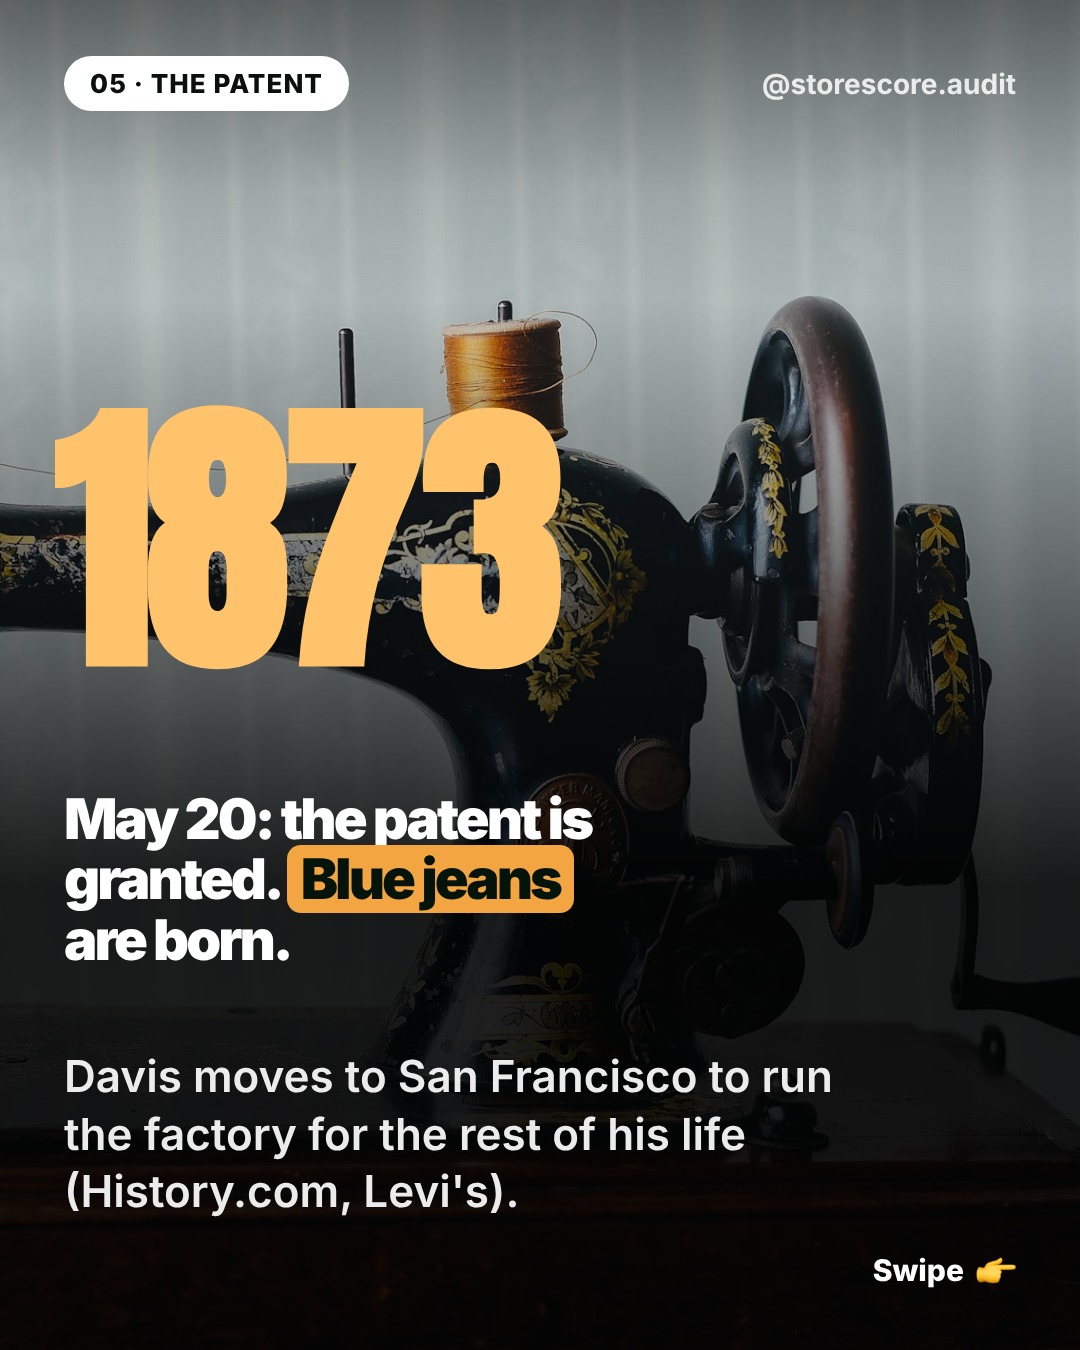 05 · THE PATENT
@storescore.audit
1873
May 20: the patent is
granted. Blue jeans
are born.
Davis moves to San Francisco to run
the factory for the rest of his life
(History.com, Levi's).
Swipe 👉